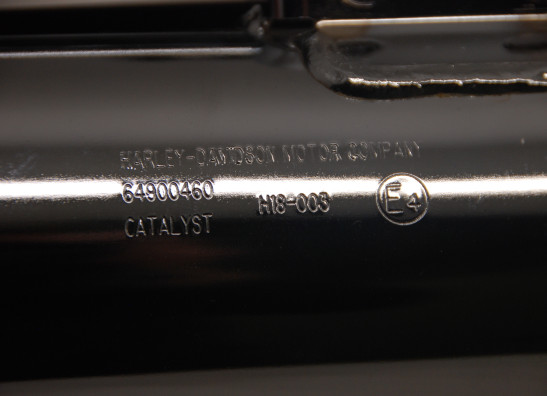 HARLEY-DAVIDSON MOTOR COMPANY
64900460 H18-003 E4
CATALYST